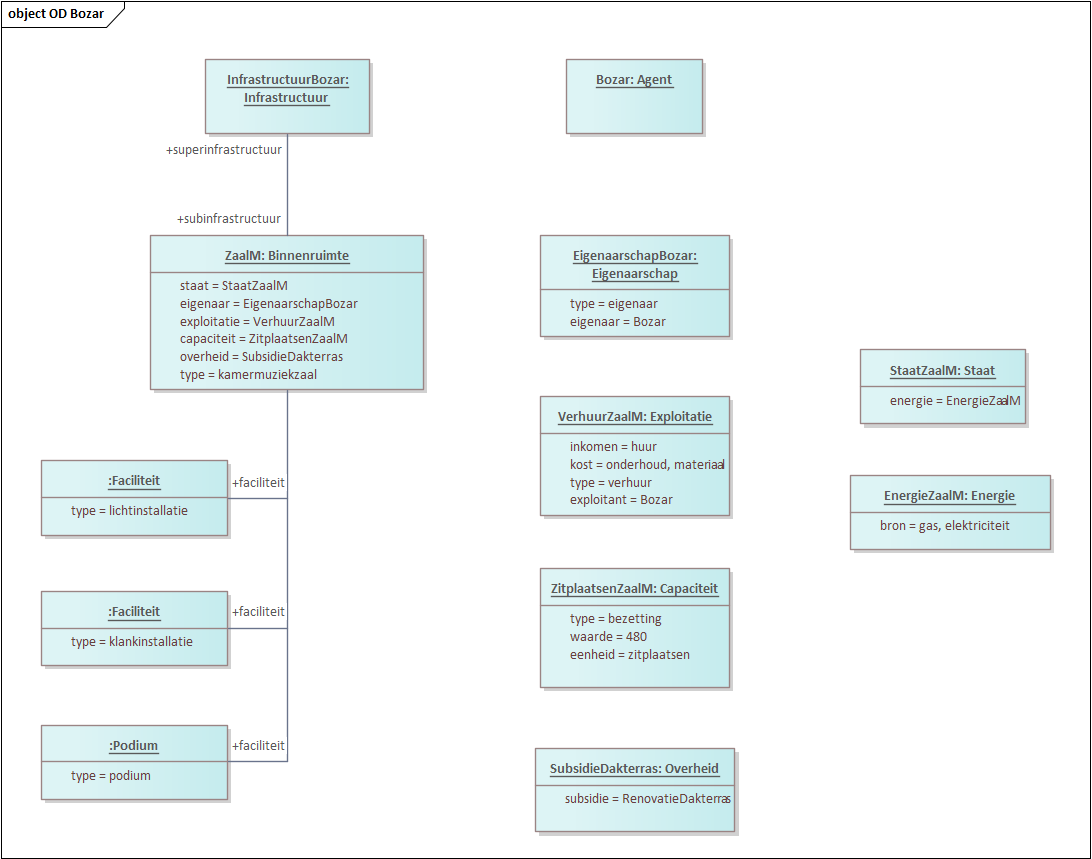 object OD Bozar
InfrastructuurBozar:
Infrastructuur
Bozar: Agent
+superinfrastructuur
+subinfrastructuur
ZaalM: Binnenruimte
staat = StaatZaalM
eigenaar = EigenaarschapBozar
exploitatie = VerhuurZaalM
capaciteit = ZitplaatsenZaalM
overheid = SubsidieDakterras
type = kamermuziekzaal
EigenaarschapBozar:
Eigenaarschap
type = eigenaar
eigenaar = Bozar
StaatZaalM: Staat
energie = EnergieZaalM
VerhuurZaalM: Exploitatie
inkomen = huur
kost = onderhoud, materiaal
type = verhuur
exploitant = Bozar
:Faciliteit
type = lichtinstallatie
+faciliteit
EnergieZaalM: Energie
bron = gas, elektriciteit
ZitplaatsenZaalM: Capaciteit
type = bezetting
waarde = 480
eenheid = zitplaatsen
:Faciliteit
type = klankinstallatie
+faciliteit
:Podium
type = podium
+faciliteit
SubsidieDakterras: Overheid
subsidie = RenovatieDakterras